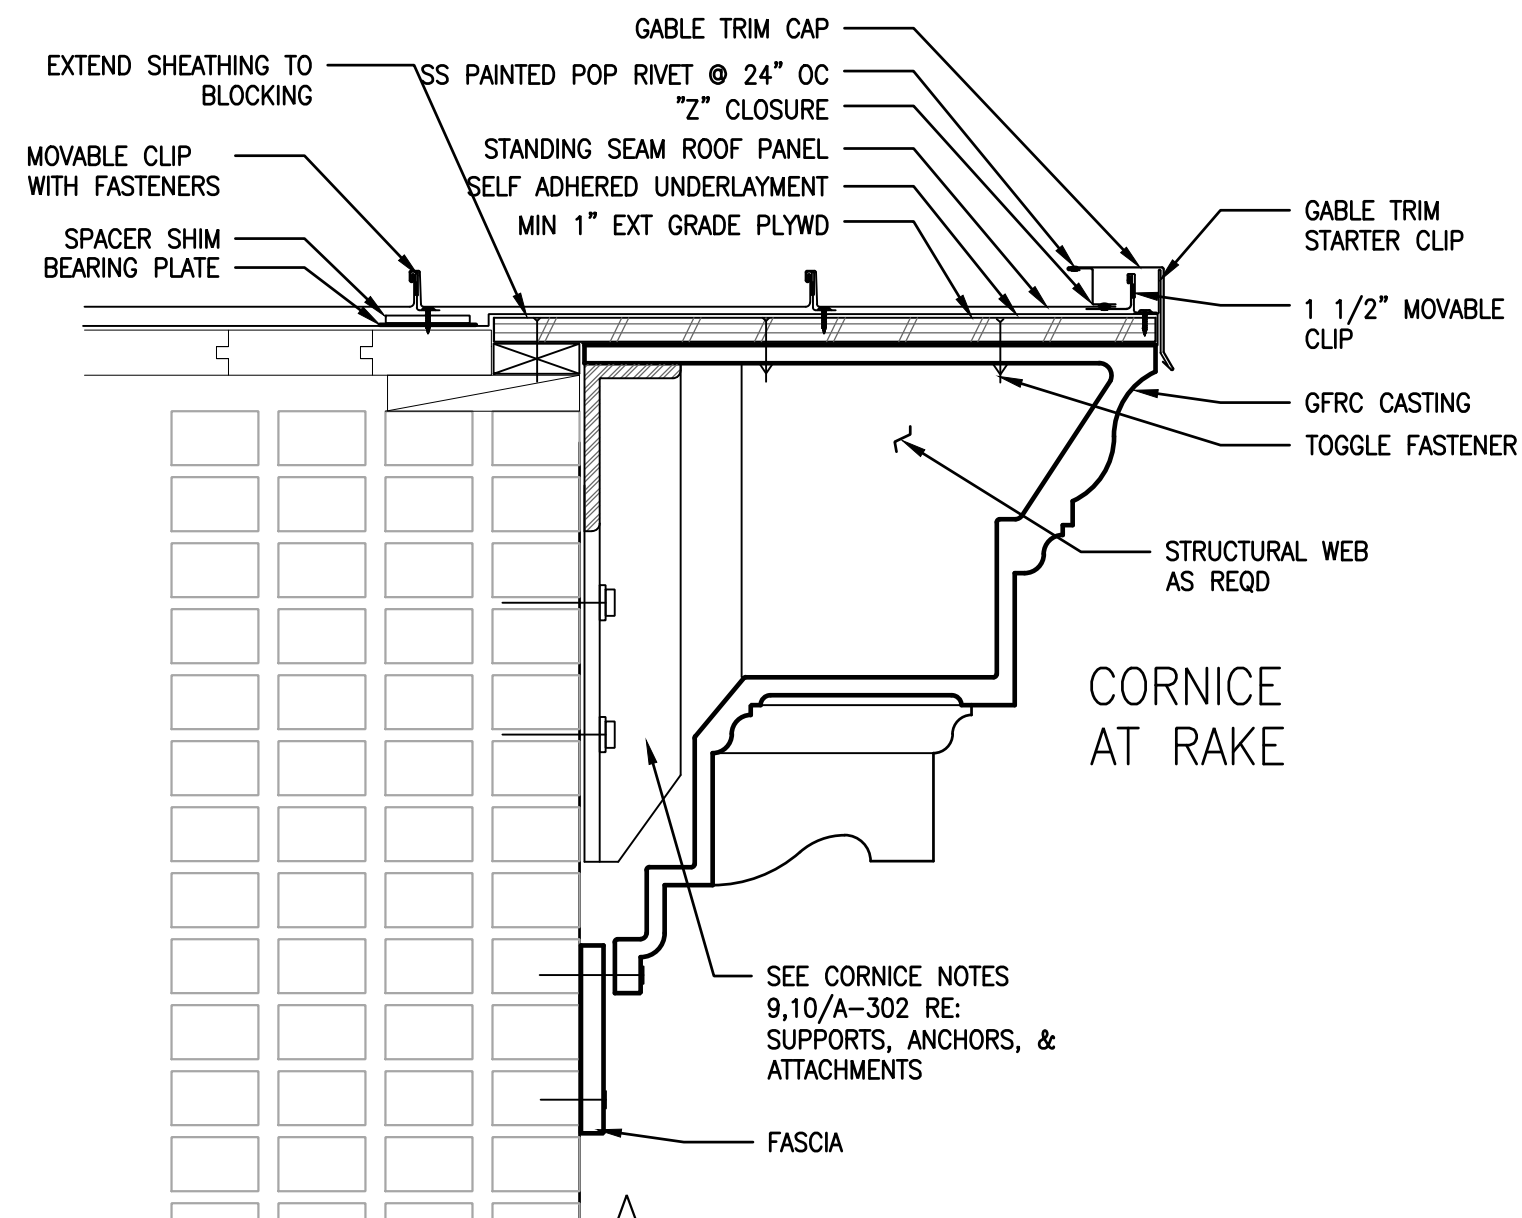 GABLE TRIM CAP
EXTEND SHEATHING TO
BLOCKING
SS PAINTED POP RIVET @ 24" OC
"Z" CLOSURE
STANDING SEAM ROOF PANEL
MOVABLE CLIP
WITH FASTENERS
SELF ADHERED UNDERLAYMENT
MIN 1" EXT GRADE PLYWD
SPACER SHIM
BEARING PLATE
GABLE TRIM
STARTER CLIP
1 1/2" MOVABLE
CLIP
GFRC CASTING
TOGGLE FASTENER
STRUCTURAL WEB
AS REQD
CORNICE
AT RAKE
SEE CORNICE NOTES
9,10/A-302 RE:
SUPPORTS, ANCHORS, &
ATTACHMENTS
FASCIA